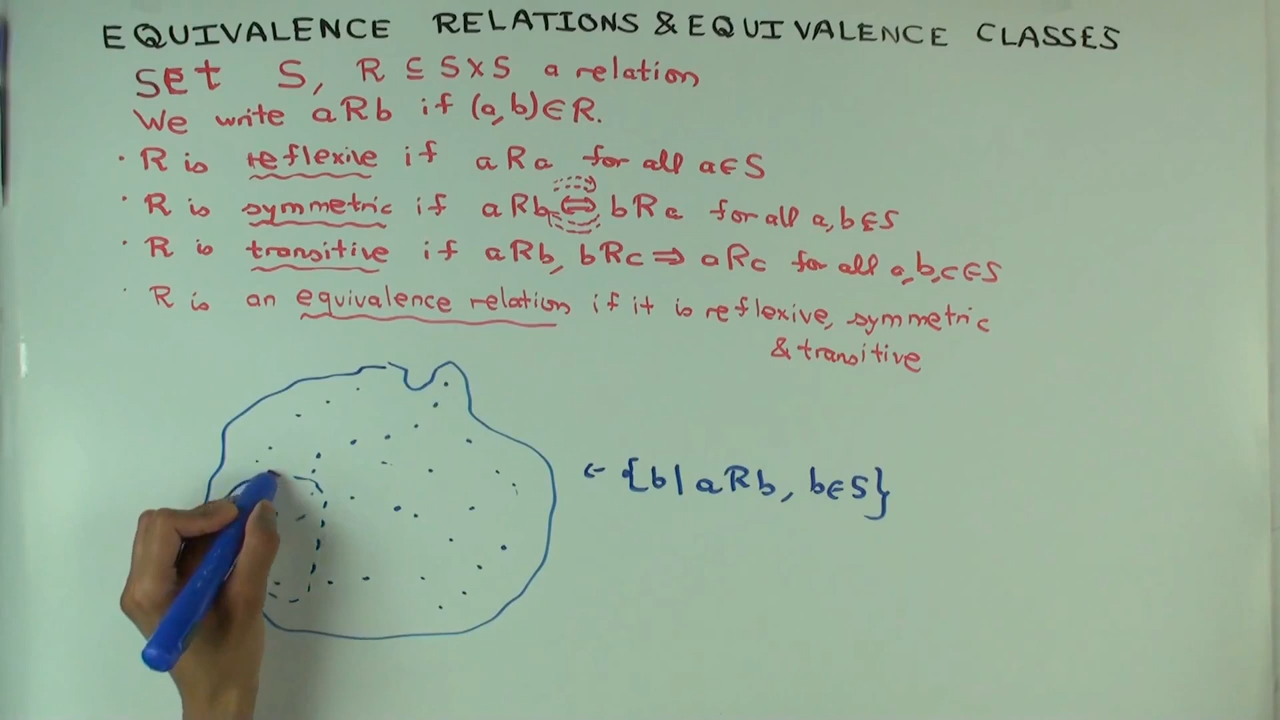 EQUIVALENCE RELATIONS & EQUIVALENCE CLASSES
Set S, R ⊆ S×S a relation
We write aRb if (a,b)∈R.
· R is reflexive if aRa for all a∈S
· R is symmetric if aRb ⇔ bRa for all a,b∈S
· R is transitive if aRb, bRc ⇒ aRc for all a,b,c∈S
· R is an equivalence relation if it is reflexive, symmetric
& transitive
← {b | aRb, b∈S}